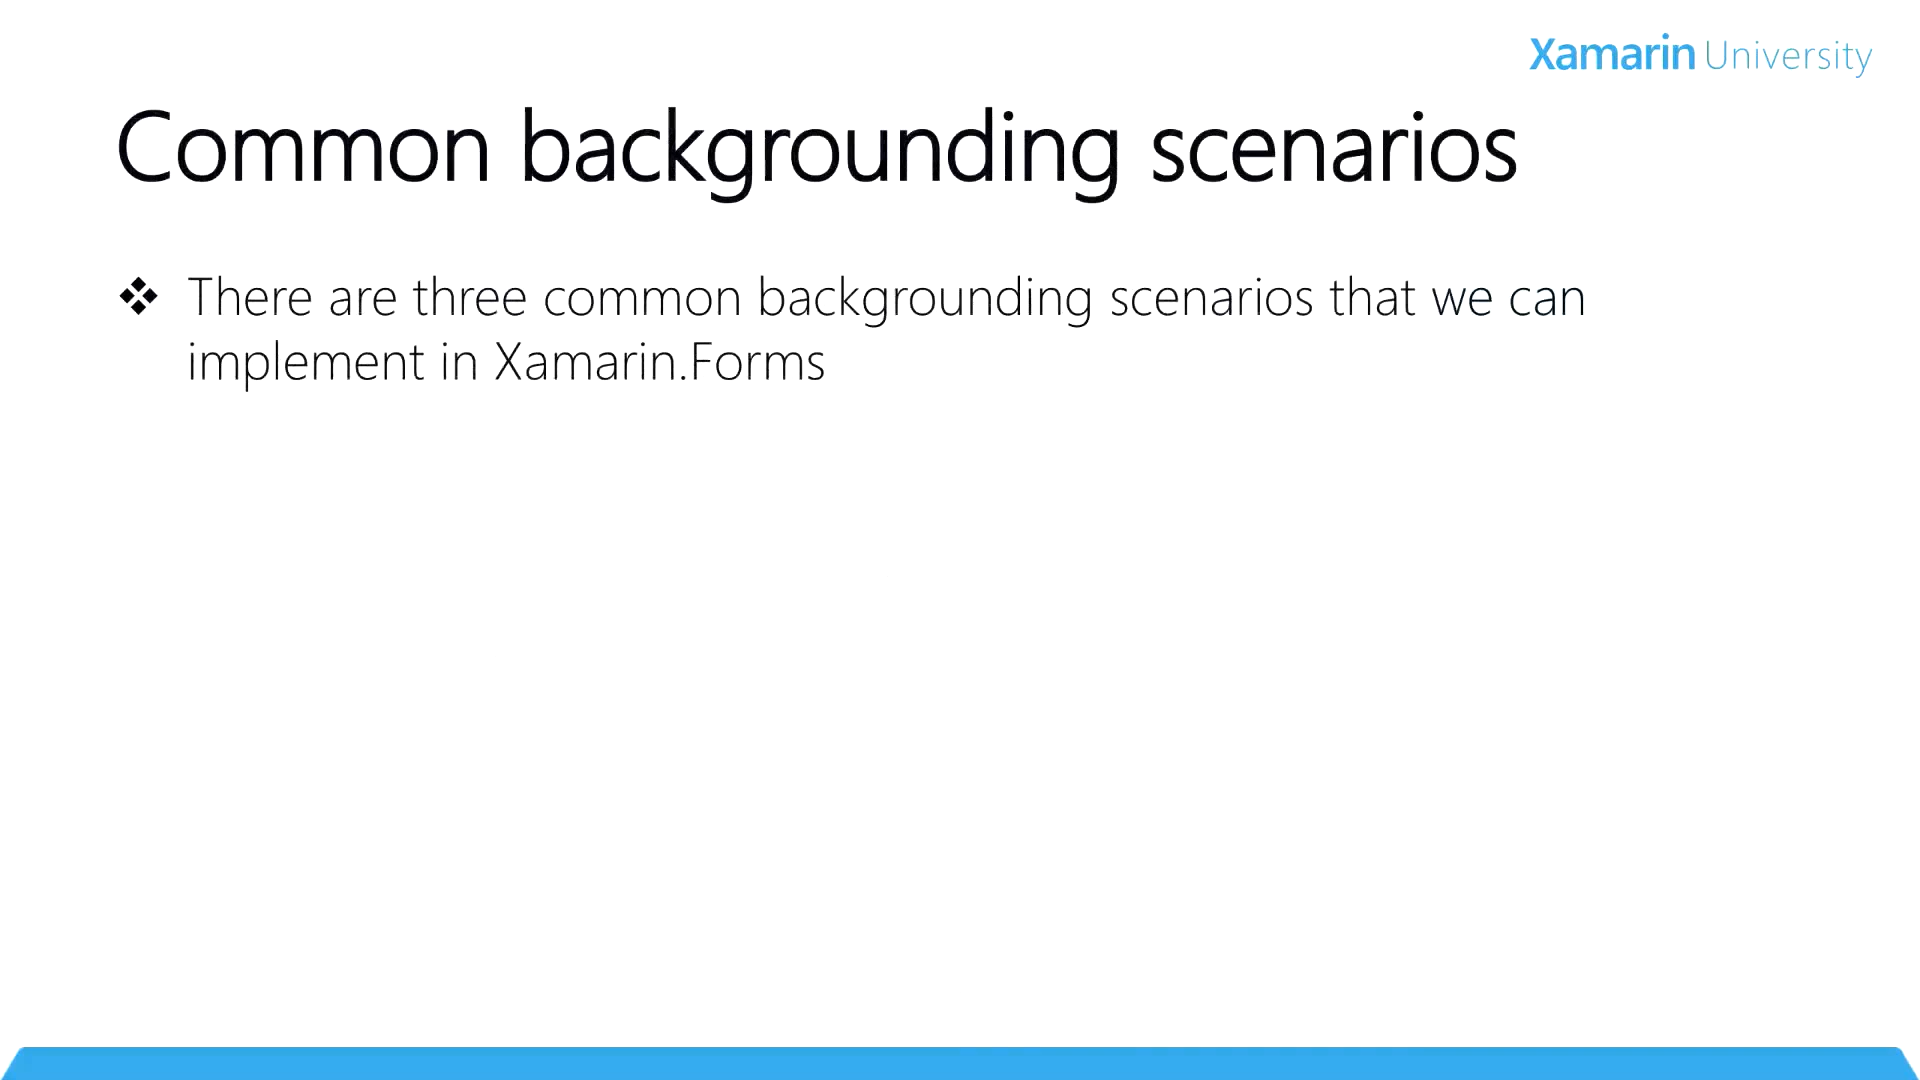 Xamarin University
Common backgrounding scenarios
❖ There are three common backgrounding scenarios that we can
implement in Xamarin.Forms